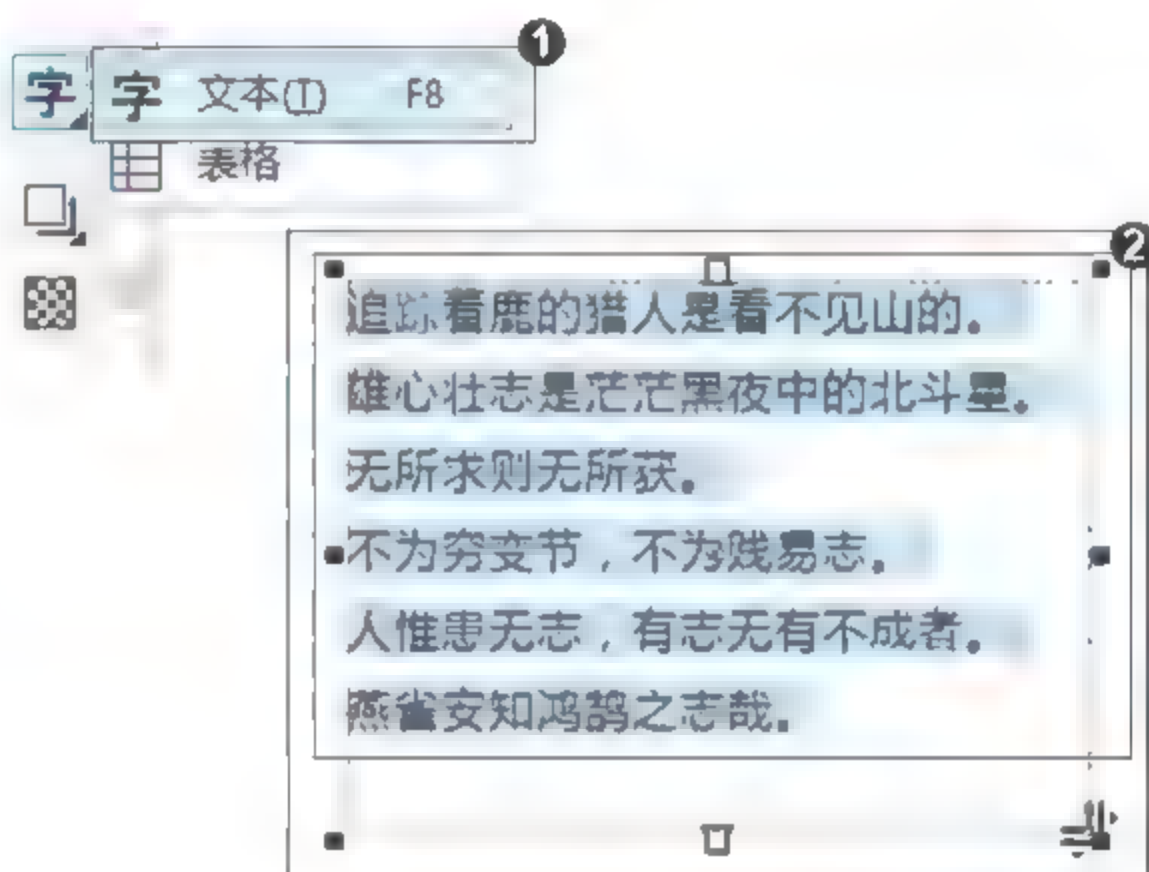 1
字 字 文本(T) F8
表格
2
追踪着鹿的猎人是看不见山的。
雄心壮志是茫茫黑夜中的北斗星。
无所求则无所获。
不为穷变节，不为贱易志。
人惟患无志，有志无有不成者。
燕雀安知鸿鹄之志哉。